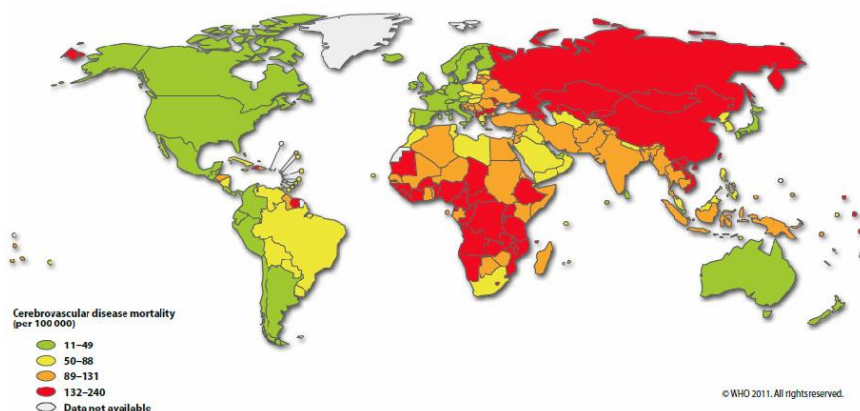 Cerebrovascular disease mortality
(per 100 000)
11–49
50–88
89–131
132–240
Data not available
© WHO 2011. All rights reserved.